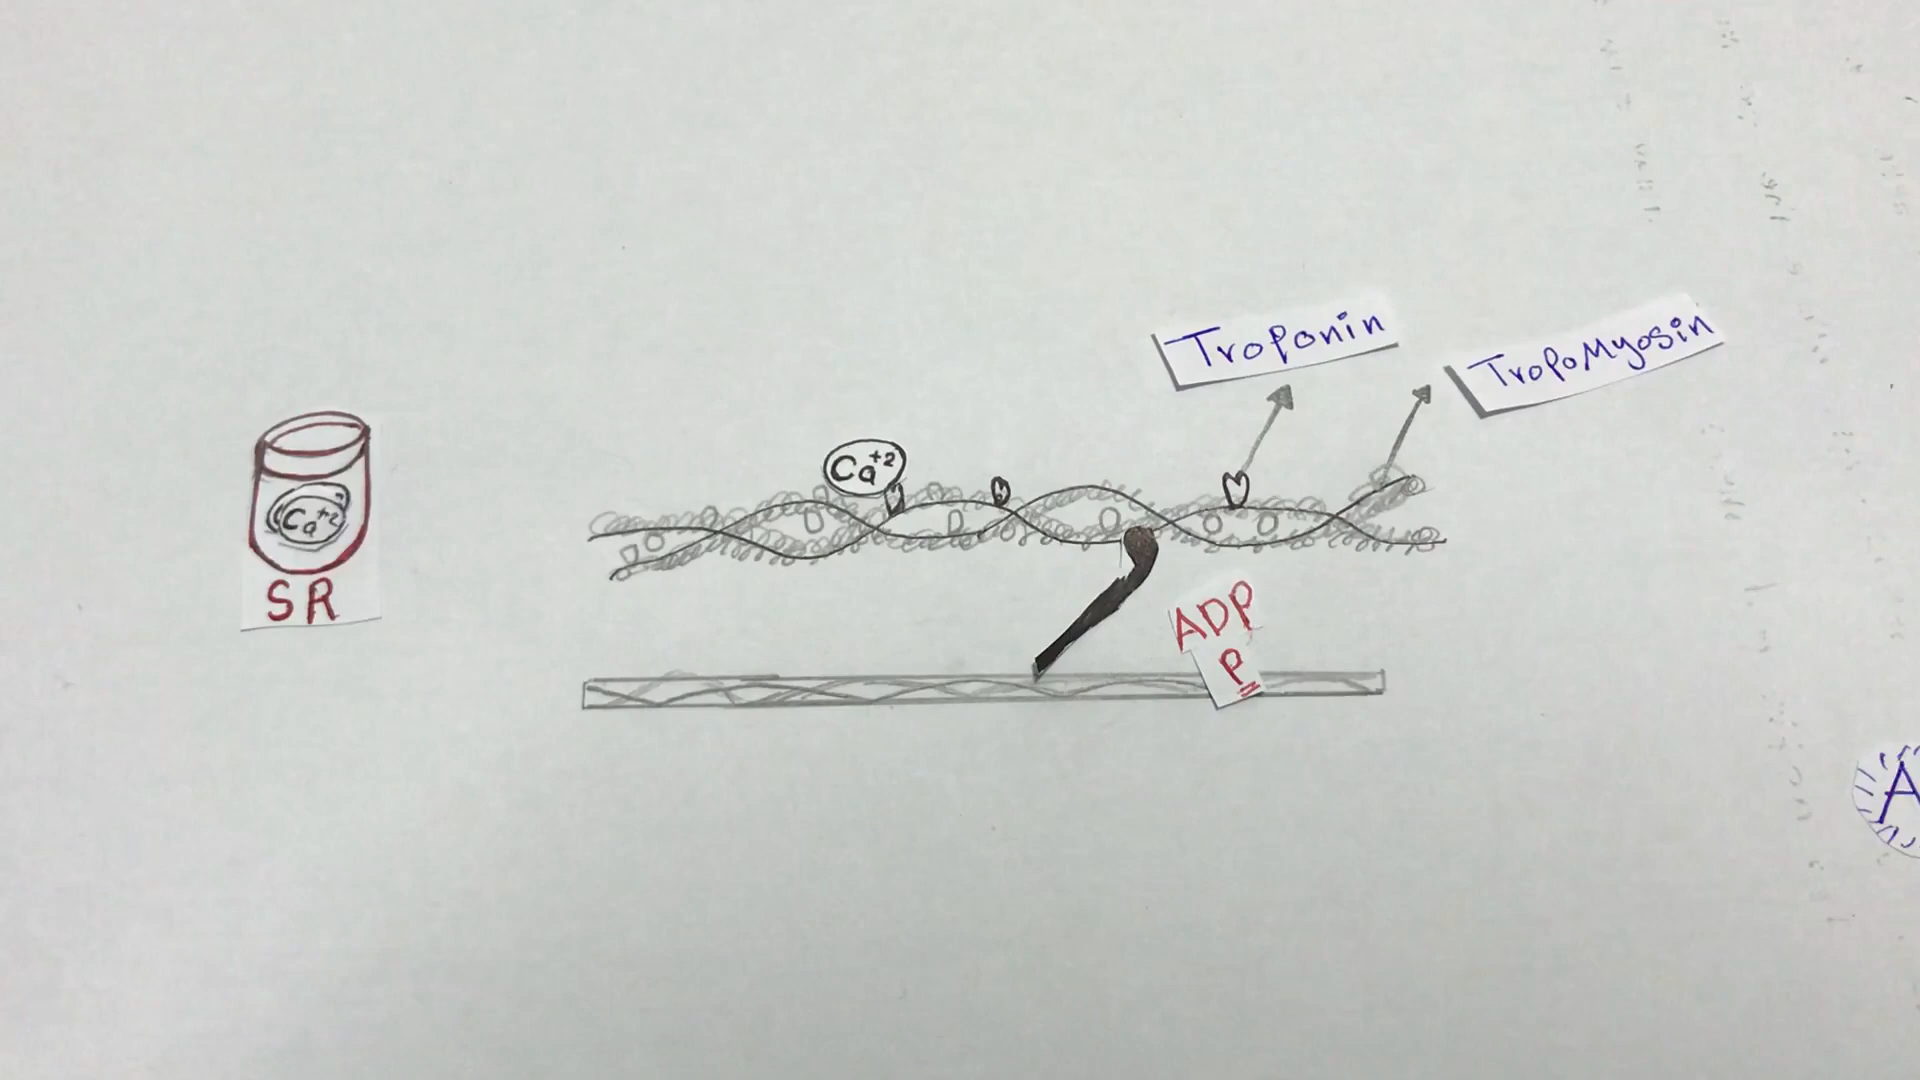 Troponin
TropoMyosin
Ca+2
Ca+2
SR
ADP
P
A